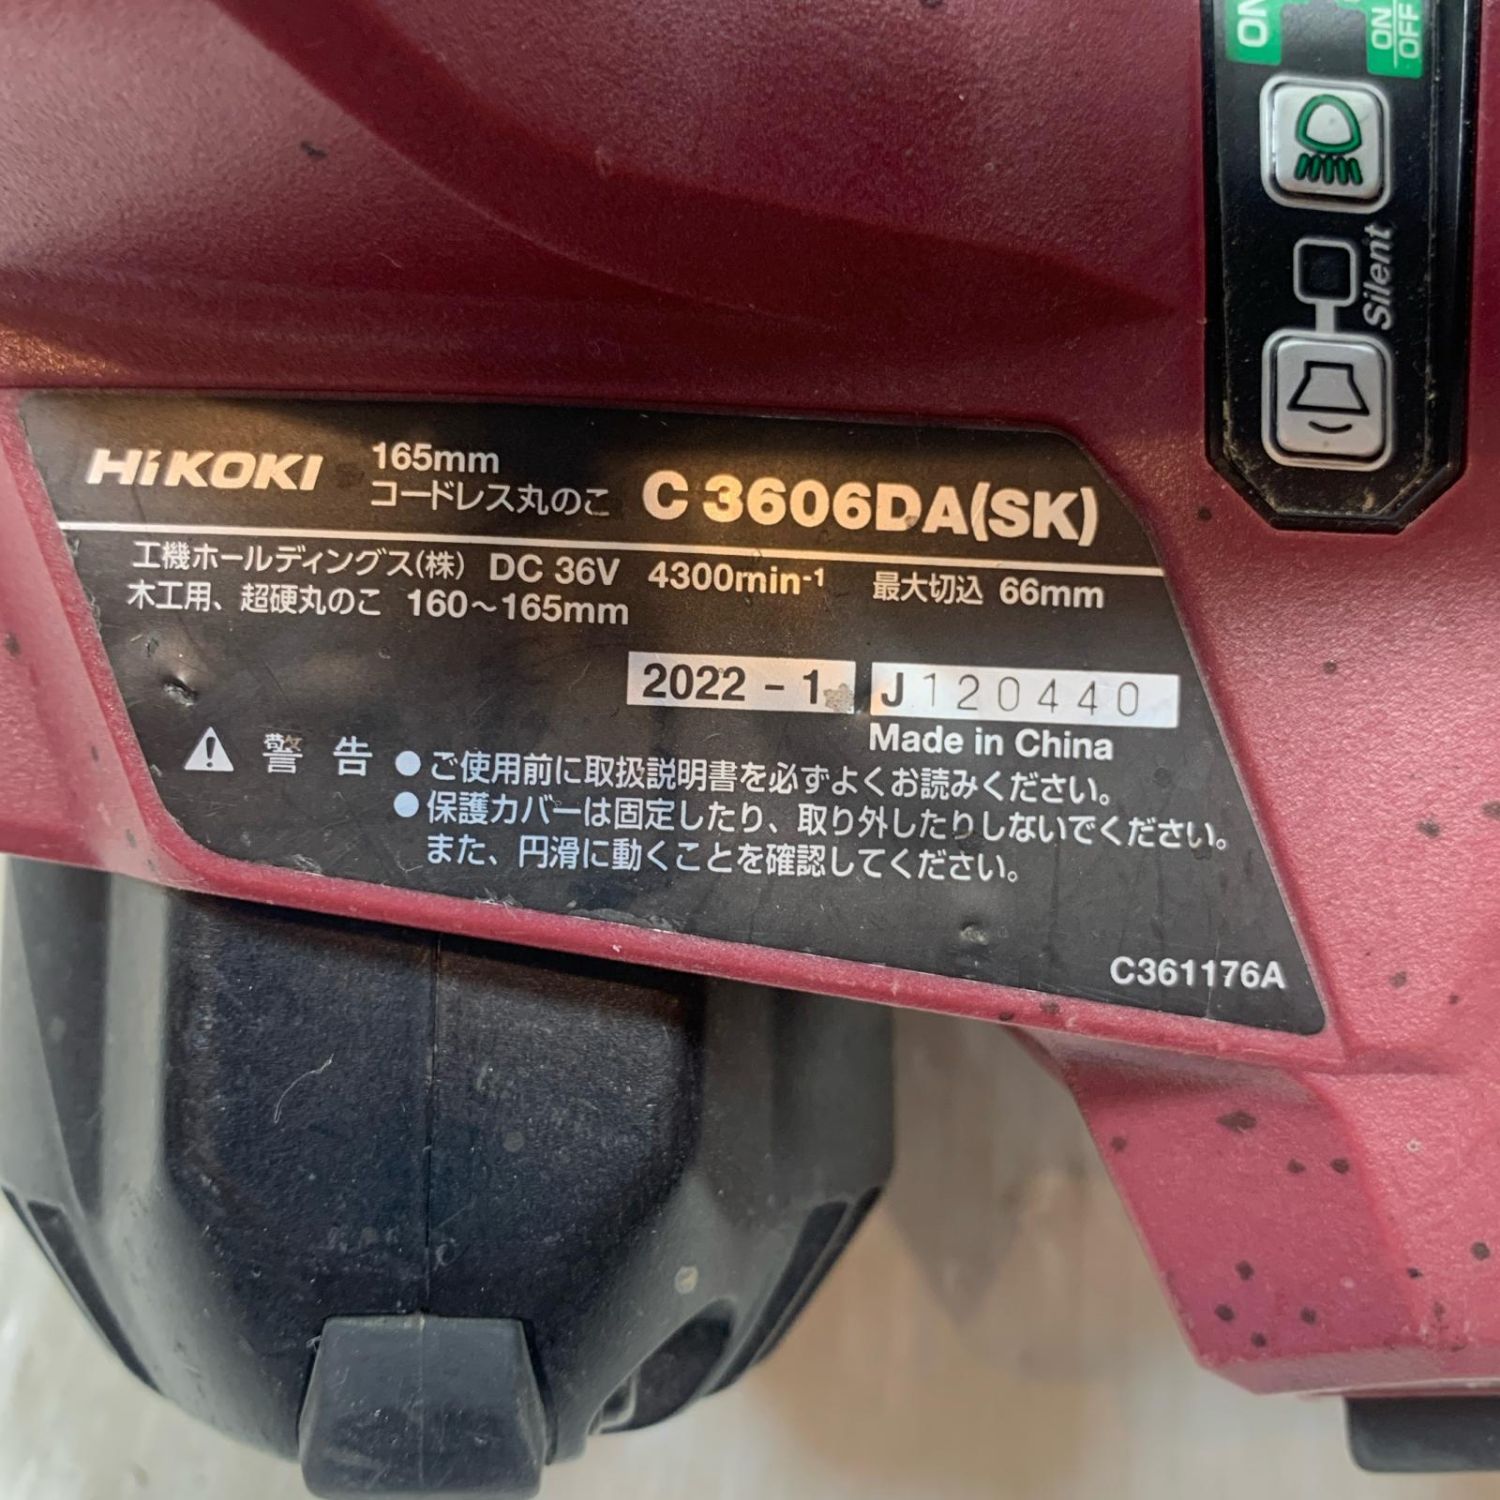 ON
ON
OFF
Silent
HiKOKI 165mm
コードレス丸のこ C 3606DA(SK)
工機ホールディングス(株) DC 36V 4300min-1 最大切込 66mm
木工用、超硬丸のこ 160～165mm
2022 - 1 J120440
Made in China
警告 ●ご使用前に取扱説明書を必ずよくお読みください。
●保護カバーは固定したり、取り外したりしないでください。
また、円滑に動くことを確認してください。
C361176A